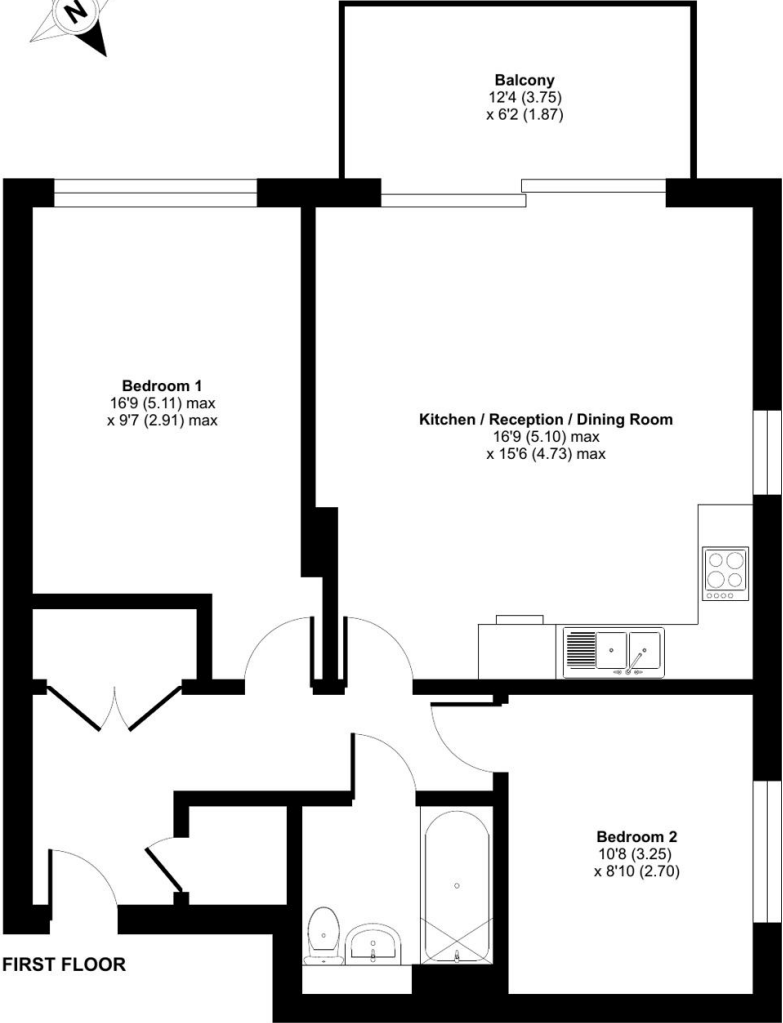 N
Balcony
12'4 (3.75)
x 6'2 (1.87)
Bedroom 1
16'9 (5.11) max
x 9'7 (2.91) max
Kitchen / Reception / Dining Room
16'9 (5.10) max
x 15'6 (4.73) max
Bedroom 2
10'8 (3.25)
x 8'10 (2.70)
FIRST FLOOR